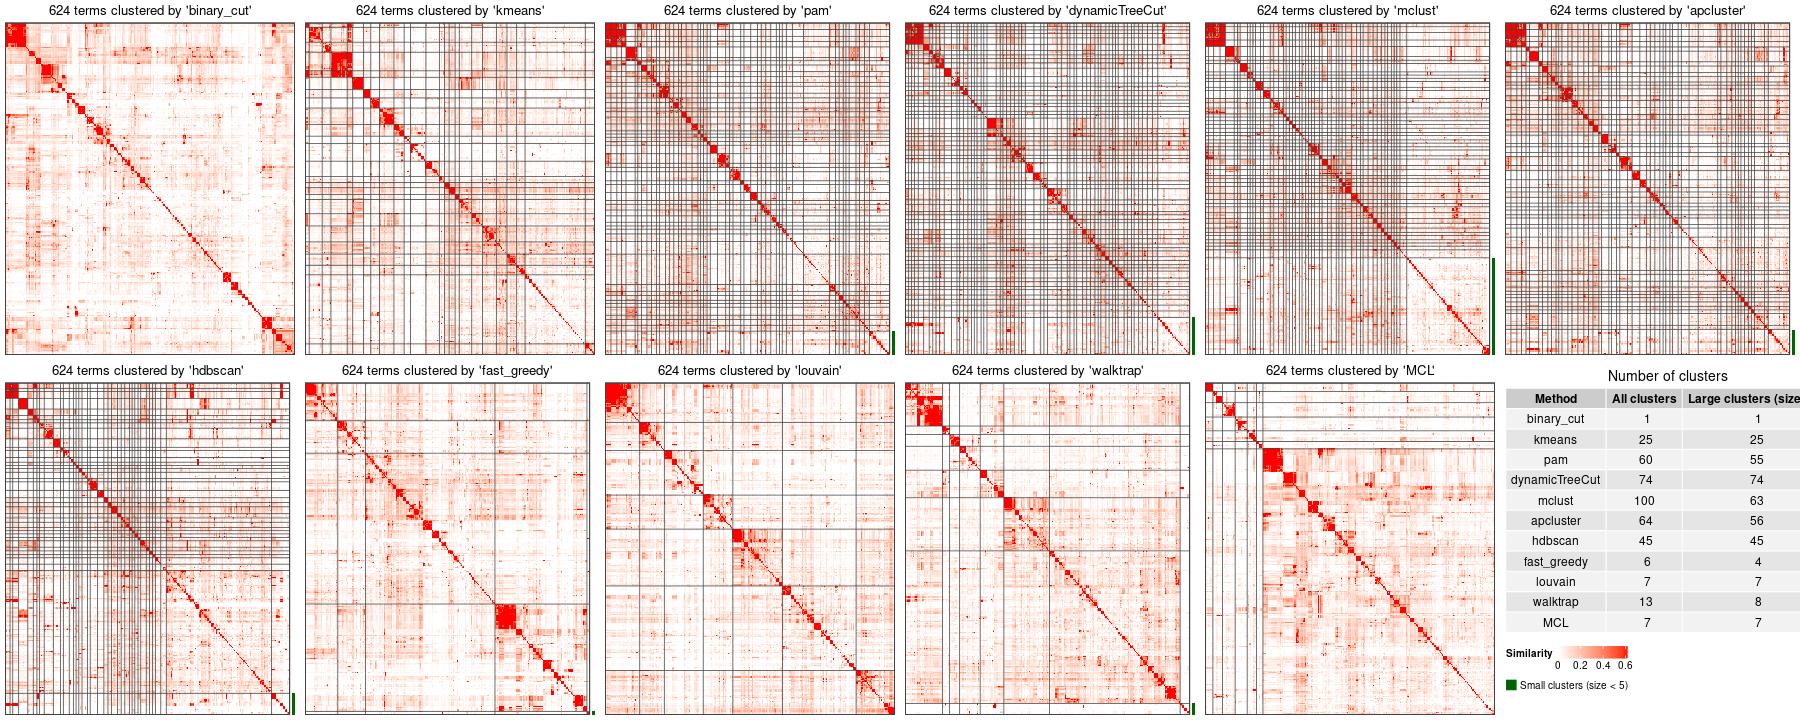 624 terms clustered by 'binary_cut'
624 terms clustered by 'kmeans'
624 terms clustered by 'pam'
624 terms clustered by 'dynamicTreeCut'
624 terms clustered by 'mclust'
624 terms clustered by 'apcluster'
624 terms clustered by 'hdbscan'
624 terms clustered by 'fast_greedy'
624 terms clustered by 'louvain'
624 terms clustered by 'walktrap'
624 terms clustered by 'MCL'
Number of clusters
Method All clusters Large clusters (size
binary_cut 1 1
kmeans 25 25
pam 60 55
dynamicTreeCut 74 74
mclust 100 63
apcluster 64 56
hdbscan 45 45
fast_greedy 6 4
louvain 7 7
walktrap 13 8
MCL 7 7
Similarity
0 0.2 0.4 0.6
Small clusters (size < 5)